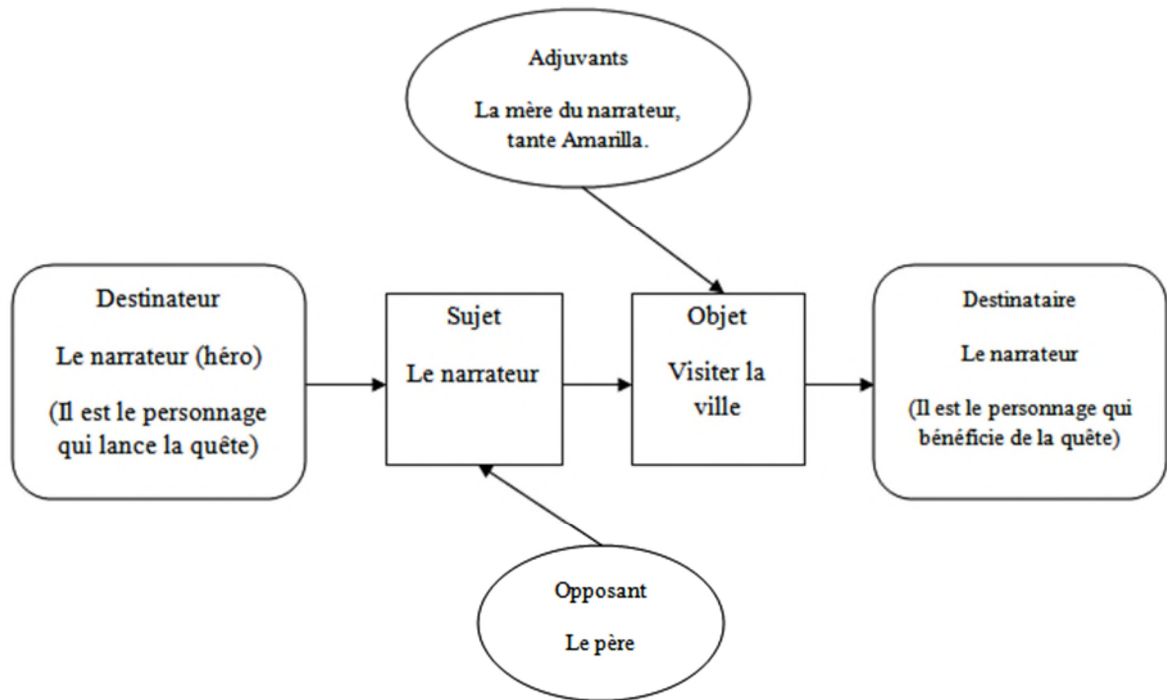 Adjuvants
La mère du narrateur,
tante Amarilla.
Destinateur
Le narrateur (héro)
(Il est le personnage
qui lance la quête)
Sujet
Le narrateur
Objet
Visiter la
ville
Destinataire
Le narrateur
(Il est le personnage qui
bénéficie de la quête)
Opposant
Le père